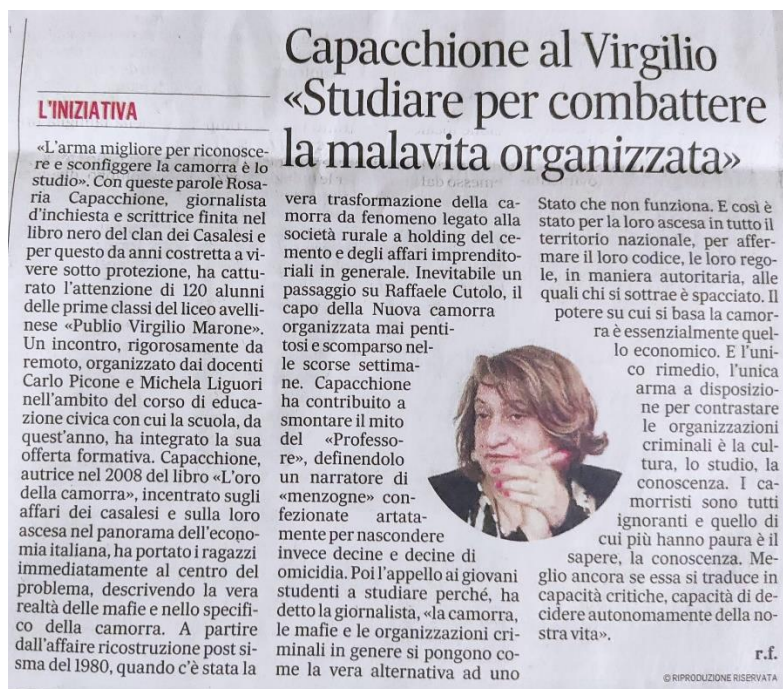 Capacchione al Virgilio
«Studiare per combattere
la malavita organizzata»
L'INIZIATIVA
«L'arma migliore per riconosce-
re e sconfiggere la camorra è lo
studio». Con queste parole Rosa-
ria Capacchione, giornalista
d'inchiesta e scrittrice finita nel
libro nero del clan dei Casalesi e
per questo da anni costretta a vi-
vere sotto protezione, ha cattu-
rato l'attenzione di 120 alunni
delle prime classi del liceo avelli-
nese «Publio Virgilio Marone».
Un incontro, rigorosamente da
remoto, organizzato dai docenti
Carlo Picone e Michela Liguori
nell'ambito del corso di educa-
zione civica con cui la scuola, da
quest'anno, ha integrato la sua
offerta formativa. Capacchione,
autrice nel 2008 del libro «L'oro
della camorra», incentrato sugli
affari dei casalesi e sulla loro
ascesa nel panorama dell'econo-
mia italiana, ha portato i ragazzi
immediatamente al centro del
problema, descrivendo la vera
realtà delle mafie e nello specifi-
co della camorra. A partire
dall'affaire ricostruzione post si-
sma del 1980, quando c'è stata la
vera trasformazione della ca-
morra da fenomeno legato alla
società rurale a holding del ce-
mento e degli affari imprendito-
riali in generale. Inevitabile un
passaggio su Raffaele Cutolo, il
capo della Nuova camorra
organizzata mai penti-
tosi e scomparso nel-
le scorse settima-
ne. Capacchione
ha contribuito a
smontare il mito
del «Professo-
re», definendolo
un narratore di
«menzogne» con-
fezionate artata-
mente per nascondere
invece decine e decine di
omicidia. Poi l'appello ai giovani
studenti a studiare perché, ha
detto la giornalista, «la camorra,
le mafie e le organizzazioni cri-
minali in genere si pongono co-
me la vera alternativa ad uno
Stato che non funziona. E così è
stato per la loro ascesa in tutto il
territorio nazionale, per affer-
mare il loro codice, le loro rego-
le, in maniera autoritaria, alle
quali chi si sottrae è spacciato. Il
potere su cui si basa la camor-
ra è essenzialmente quel-
lo economico. E l'uni-
co rimedio, l'unica
arma a disposizio-
ne per contrastare
le organizzazioni
criminali è la cul-
tura, lo studio, la
conoscenza. I ca-
morristi sono tutti
ignoranti e quello di
cui più hanno paura è il
sapere, la conoscenza. Me-
glio ancora se essa si traduce in
capacità critiche, capacità di de-
cidere autonomamente della no-
stra vita».
r.f.
© RIPRODUZIONE RISERVATA